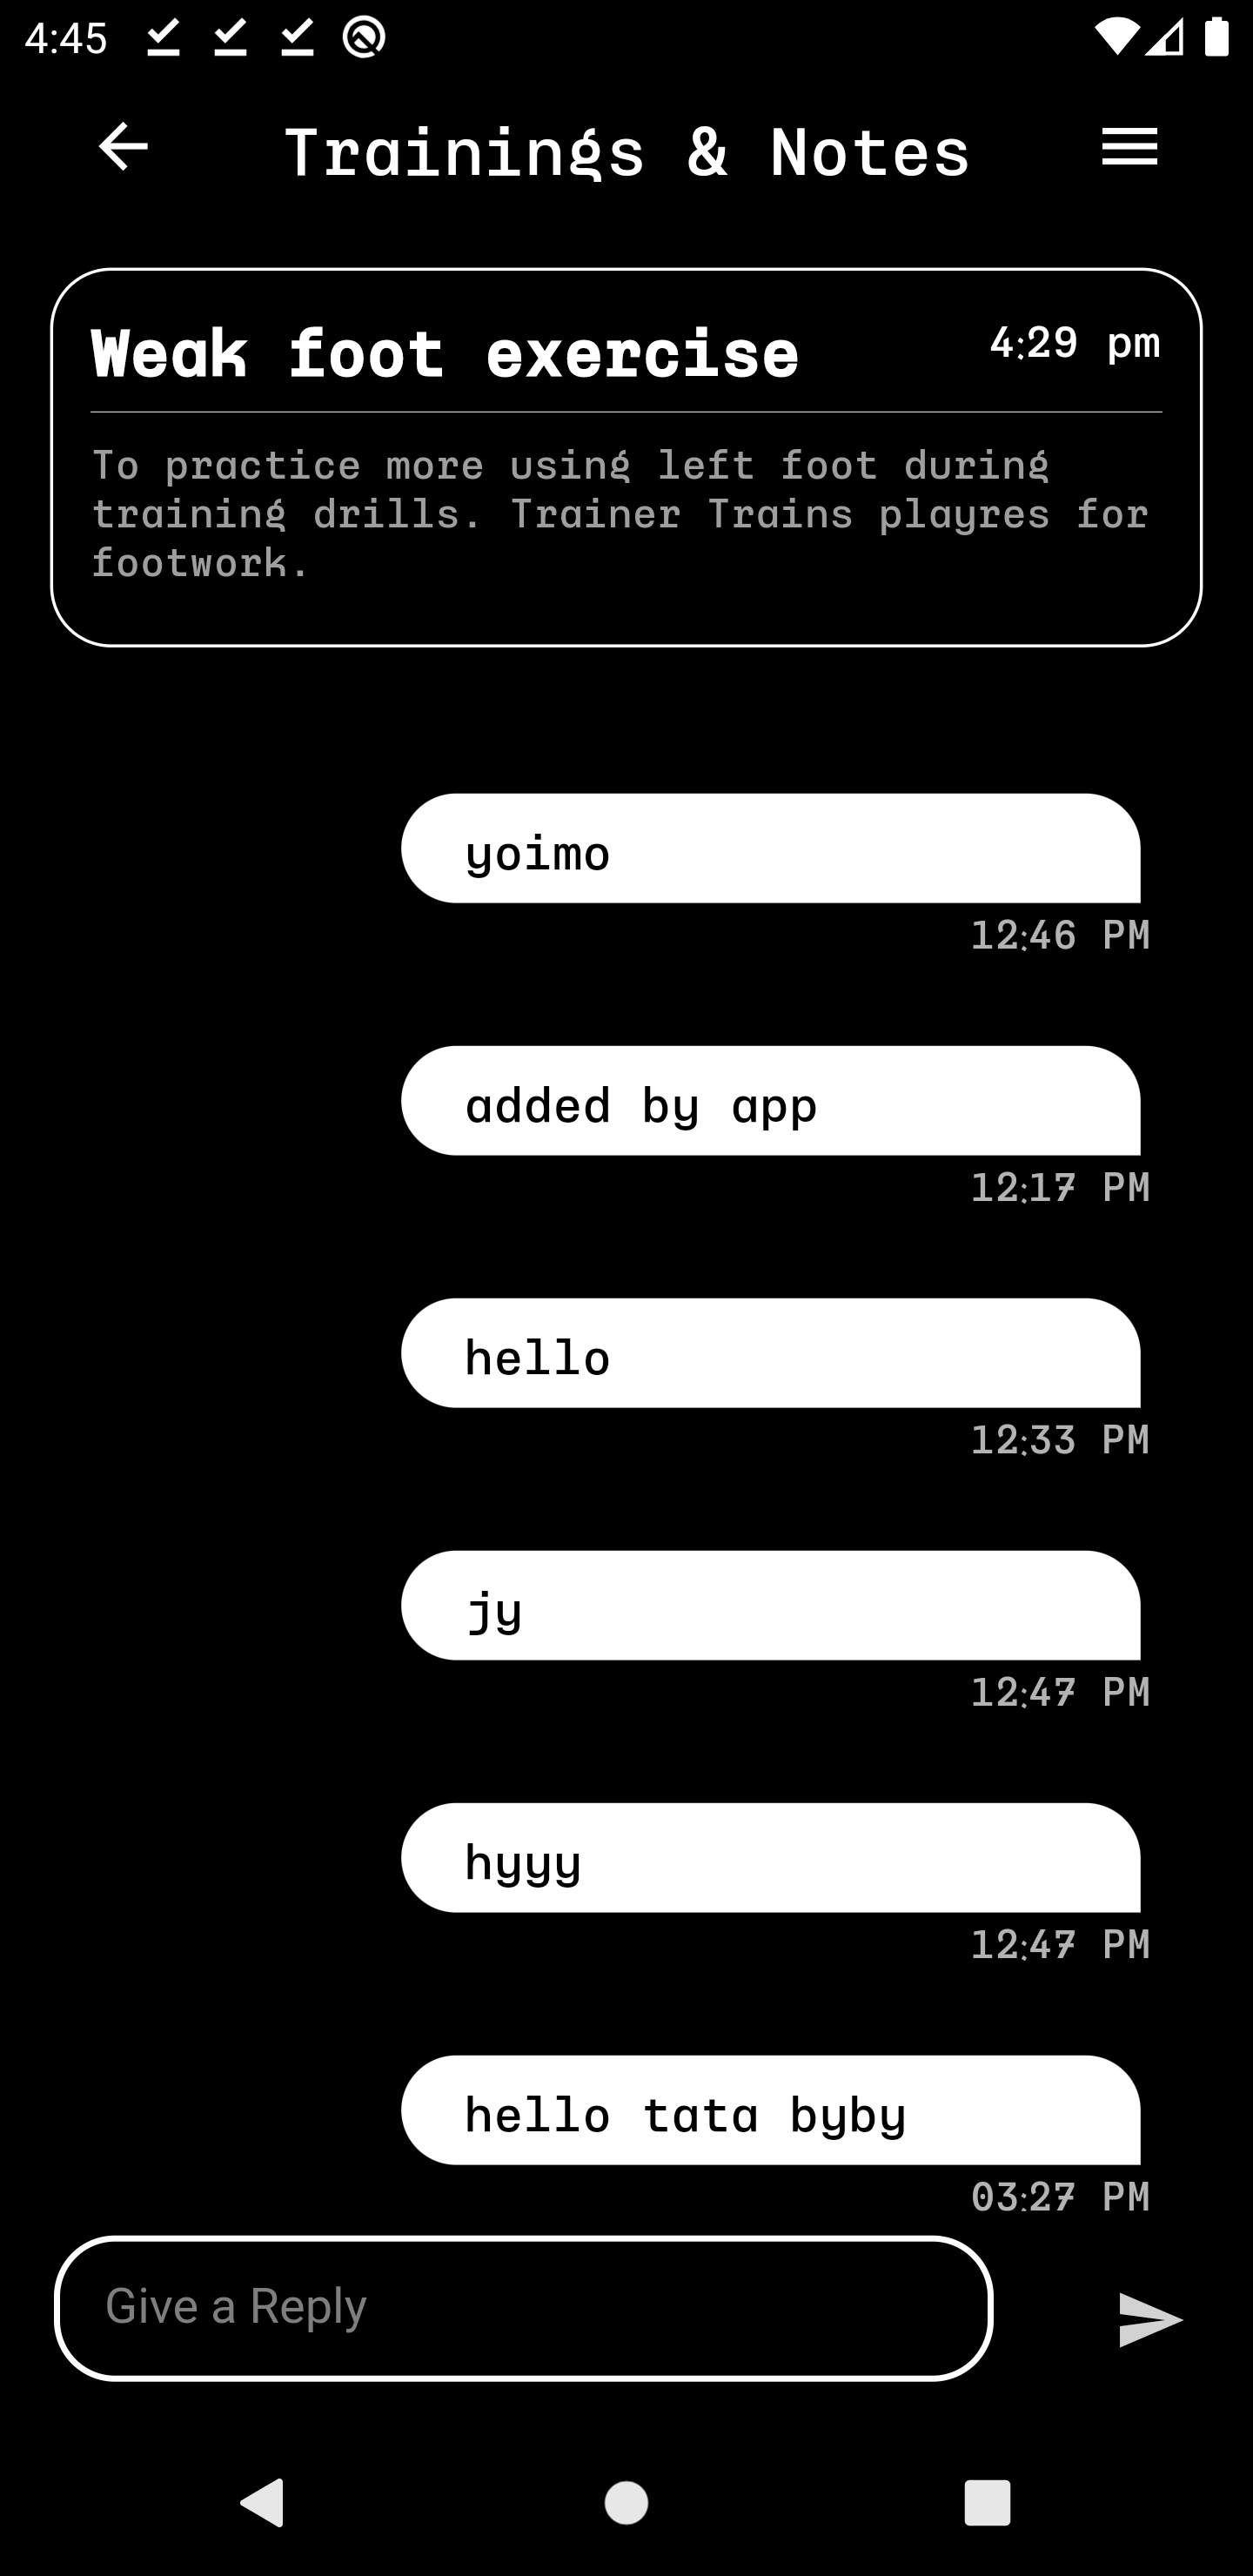 4:45
Trainings & Notes
Weak foot exercise
4:29 pm
To practice more using left foot during
training drills. Trainer Trains playres for
footwork.
yoimo
12:46 PM
added by app
12:17 PM
hello
12:33 PM
jy
12:47 PM
hyyy
12:47 PM
hello tata byby
03:27 PM
Give a Reply